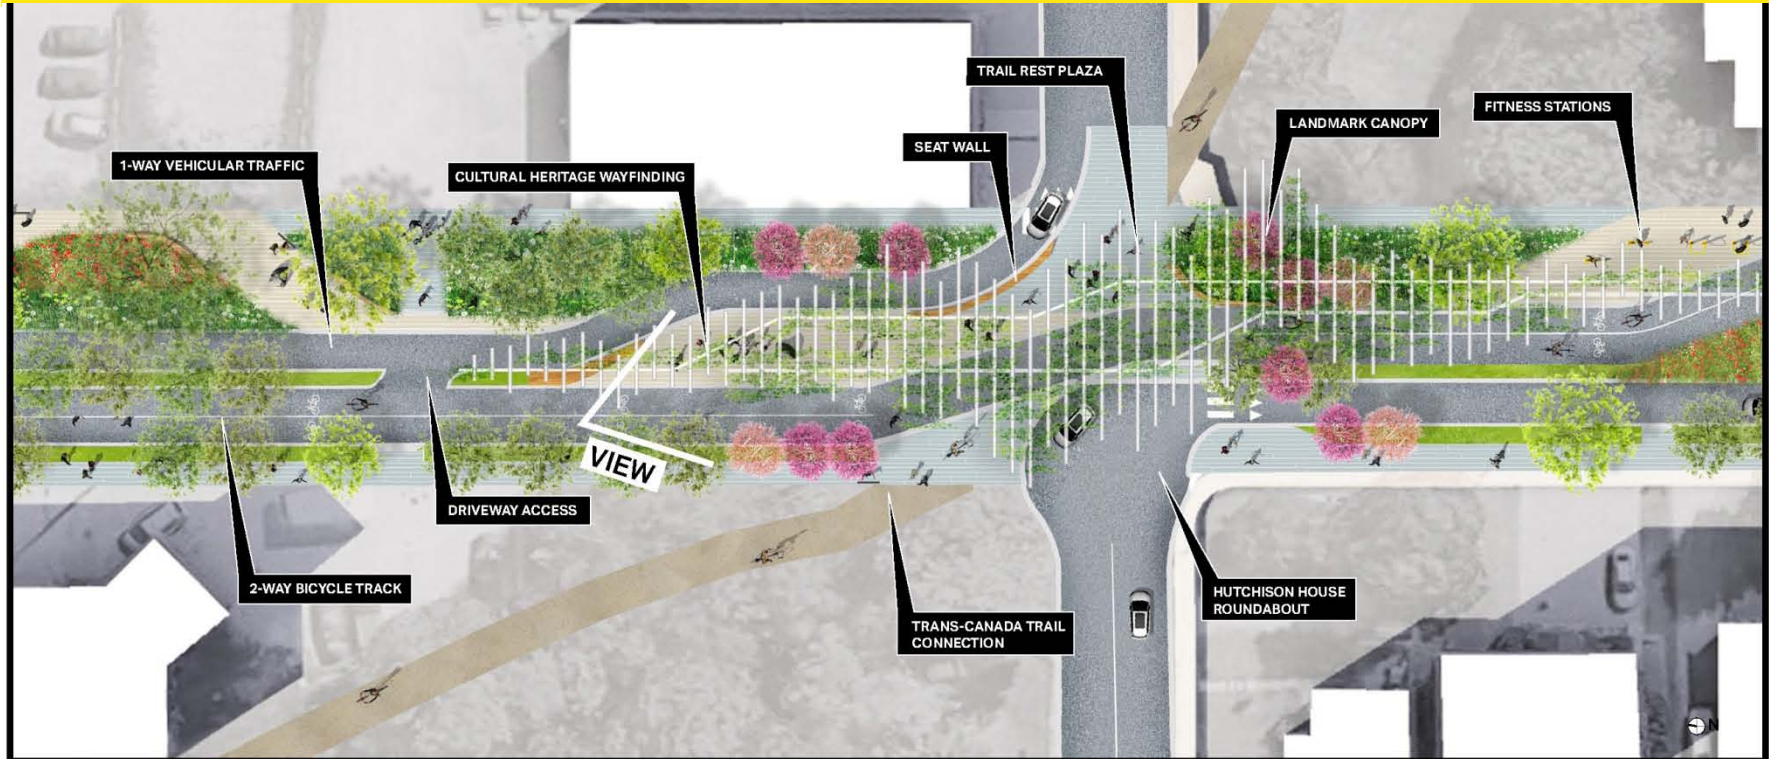 TRAIL REST PLAZA
FITNESS STATIONS
LANDMARK CANOPY
SEAT WALL
1-WAY VEHICULAR TRAFFIC
CULTURAL HERITAGE WAYFINDING
VIEW
DRIVEWAY ACCESS
2-WAY BICYCLE TRACK
HUTCHISON HOUSE
ROUNDABOUT
TRANS-CANADA TRAIL
CONNECTION
N